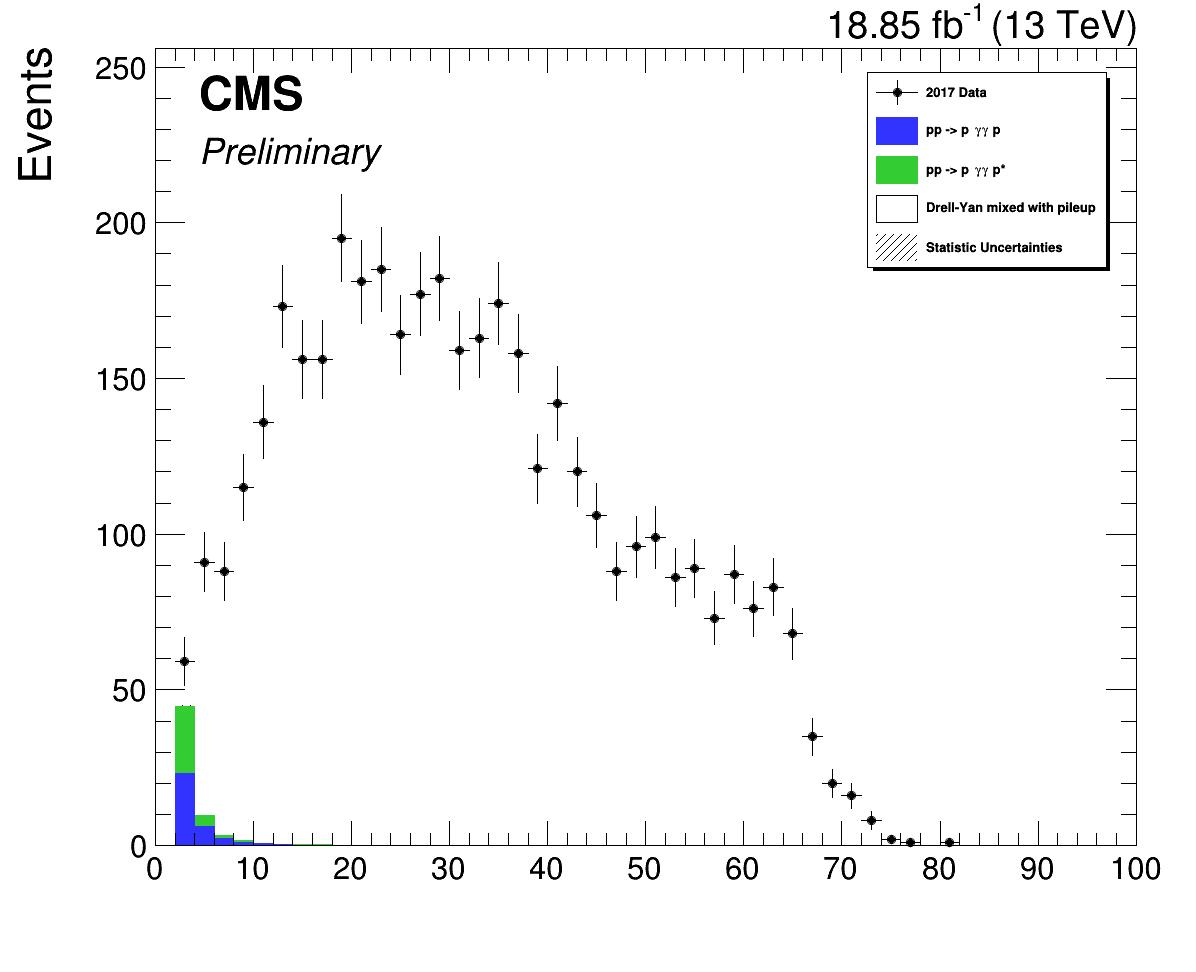 18.85 fb-1 (13 TeV)
Events
CMS
Preliminary
2017 Data
pp -> p γγ p
pp -> p γγ p*
Drell-Yan mixed with pileup
Statistic Uncertainties
250
200
150
100
50
0
0 10 20 30 40 50 60 70 80 90 100